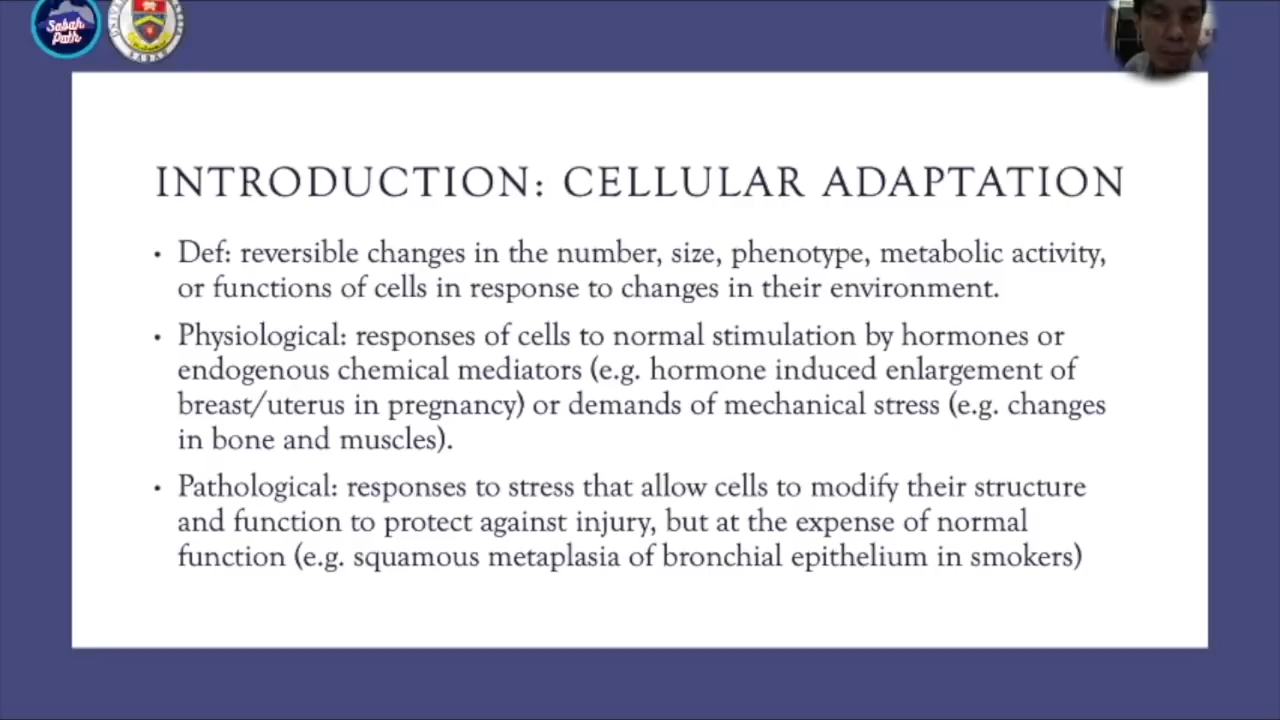 Sabah
Path
SABAH
INTRODUCTION: CELLULAR ADAPTATION
• Def: reversible changes in the number, size, phenotype, metabolic activity,
or functions of cells in response to changes in their environment.
• Physiological: responses of cells to normal stimulation by hormones or
endogenous chemical mediators (e.g. hormone induced enlargement of
breast/uterus in pregnancy) or demands of mechanical stress (e.g. changes
in bone and muscles).
• Pathological: responses to stress that allow cells to modify their structure
and function to protect against injury, but at the expense of normal
function (e.g. squamous metaplasia of bronchial epithelium in smokers)